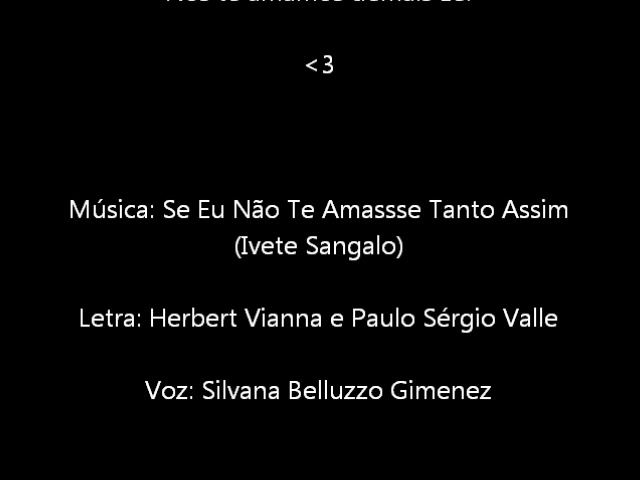 <3
Música: Se Eu Não Te Amassse Tanto Assim
(Ivete Sangalo)
Letra: Herbert Vianna e Paulo Sérgio Valle
Voz: Silvana Belluzzo Gimenez